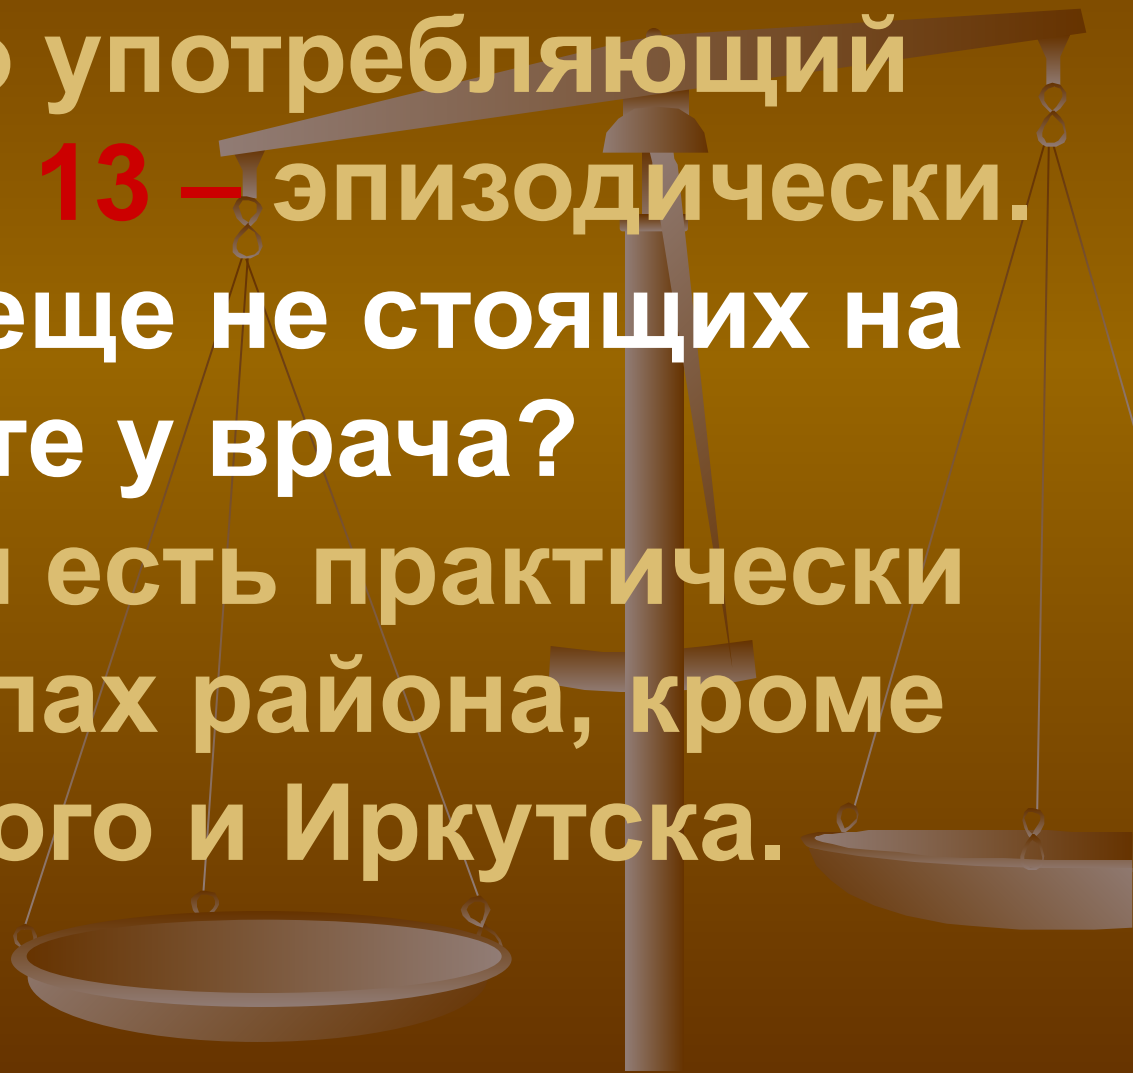 употребляющий
13 – эпизодически.
еще не стоящих на
те у врача?
есть практически
пах района, кроме
ого и Иркутска.